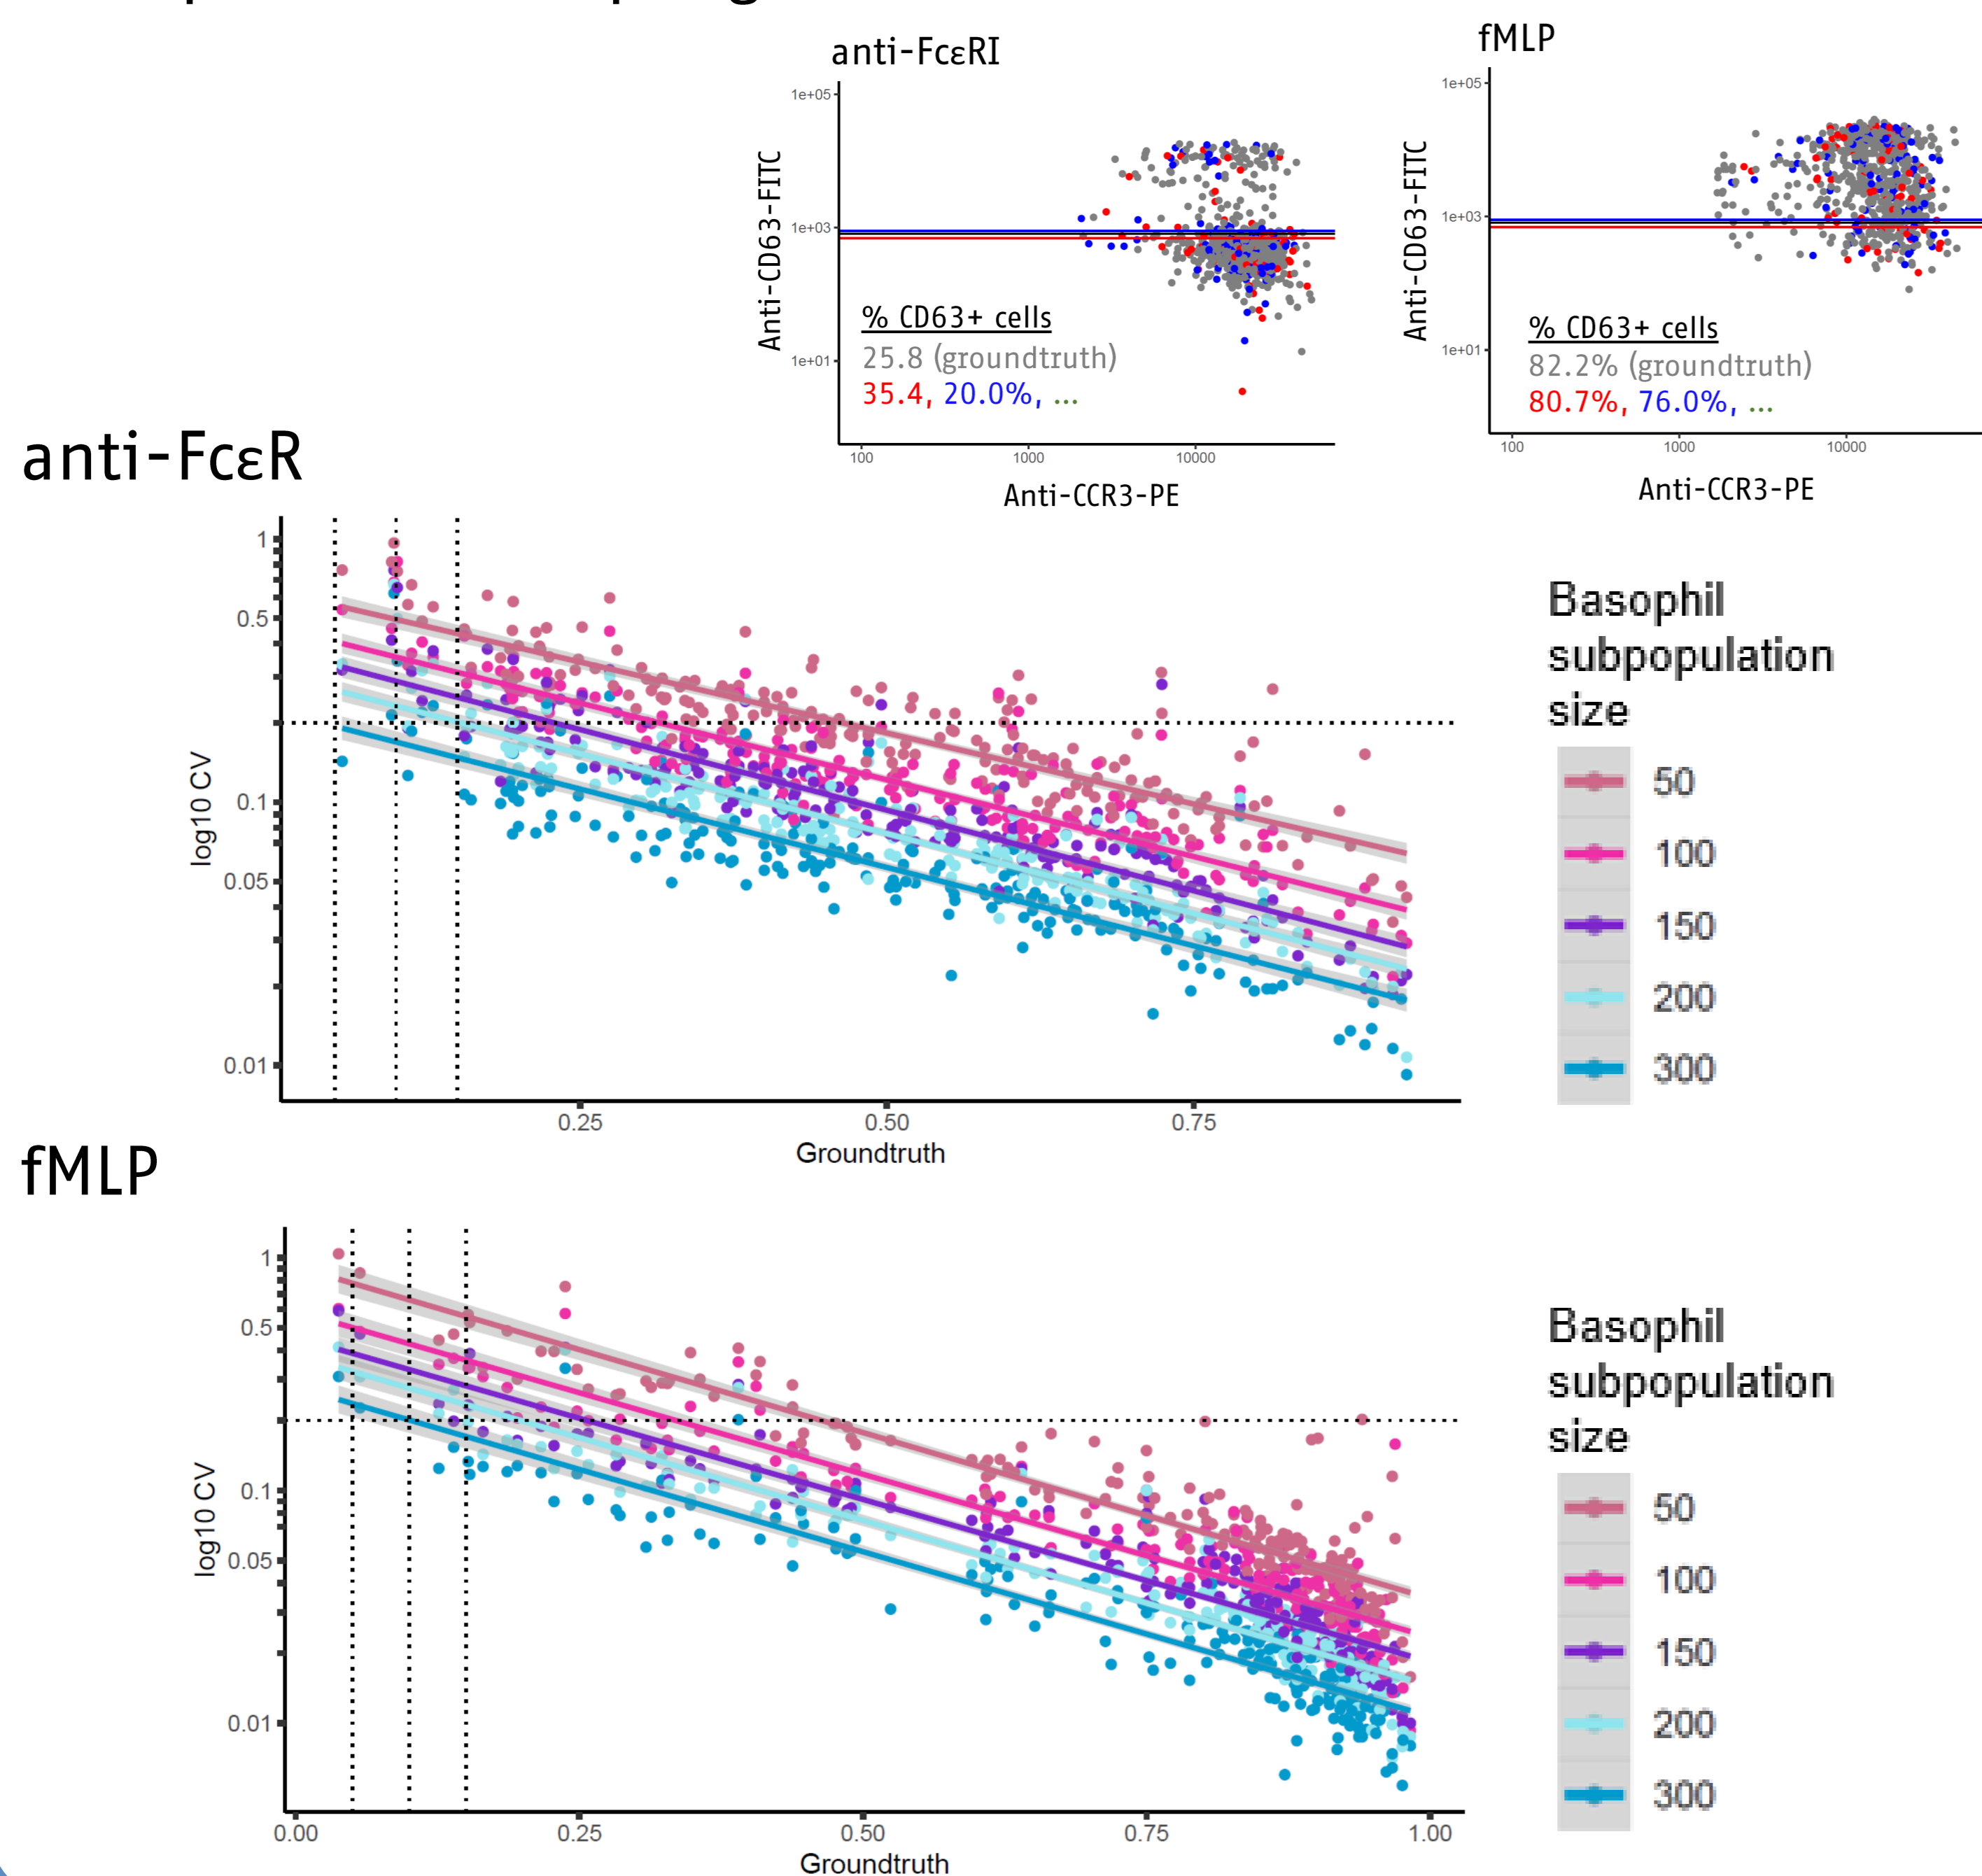 anti-FcεRI
1e+05
1e+03
1e+01
Anti-CD63-FITC
% CD63+ cells
25.8 (groundtruth)
35.4, 20.0%, ...
100 1000 10000
Anti-CCR3-PE
fMLP
1e+05
1e+03
1e+01
Anti-CD63-FITC
% CD63+ cells
82.2% (groundtruth)
80.7%, 76.0%, ...
100 1000 10000
Anti-CCR3-PE
anti-FcεR
1
0.5
0.1
0.05
0.01
log10 CV
0.25 0.50 0.75
Groundtruth
Basophil
subpopulation
size
50
100
150
200
300
fMLP
1
0.5
0.1
0.05
0.01
log10 CV
0.00 0.25 0.50 0.75 1.00
Groundtruth
Basophil
subpopulation
size
50
100
150
200
300